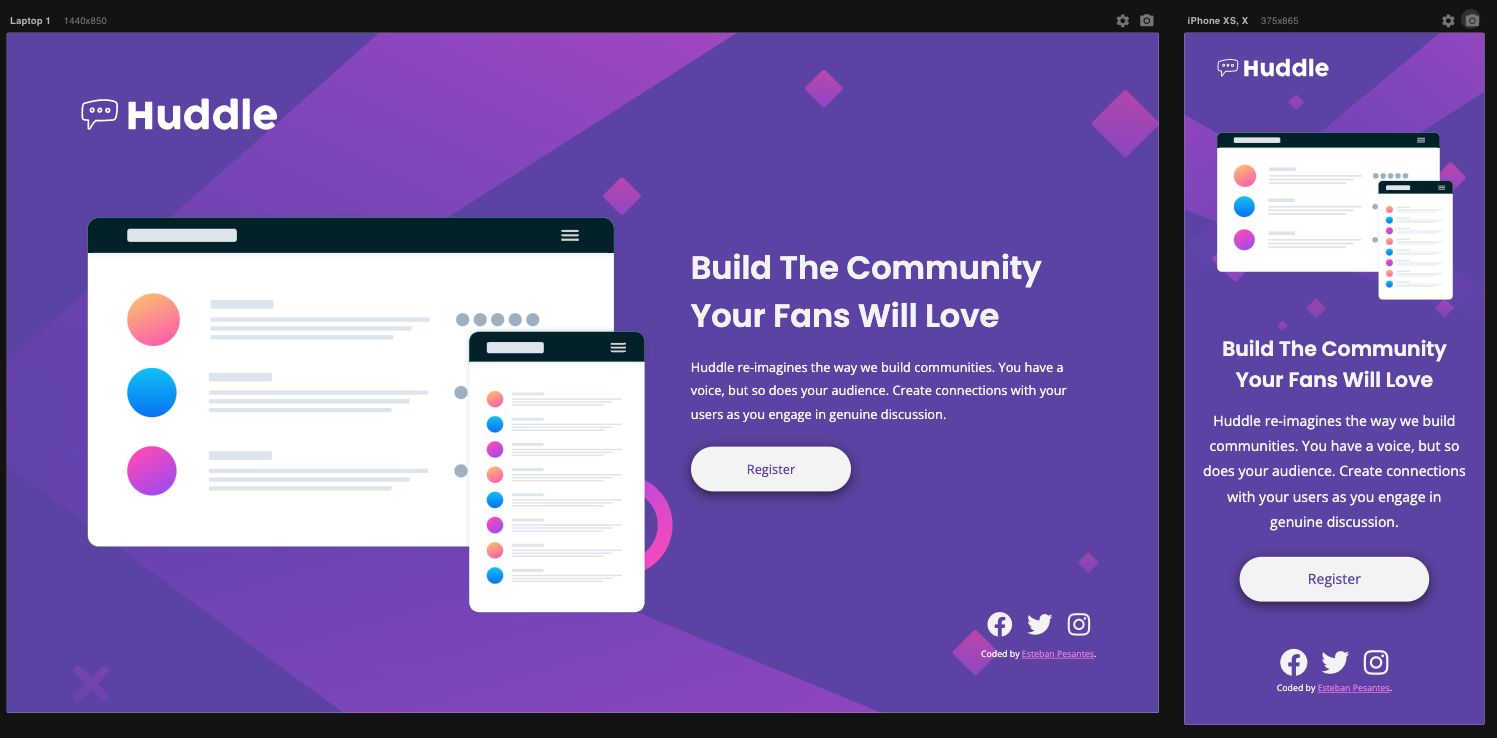 Laptop 1 1440x850
Huddle
Build The Community
Your Fans Will Love
Huddle re-imagines the way we build communities. You have a
voice, but so does your audience. Create connections with your
users as you engage in genuine discussion.
Register
Coded by Esteban Pesantes.
iPhone XS, X 375x865
Huddle
Build The Community
Your Fans Will Love
Huddle re-imagines the way we build
communities. You have a voice, but so
does your audience. Create connections
with your users as you engage in
genuine discussion.
Register
Coded by Esteban Pesantes.